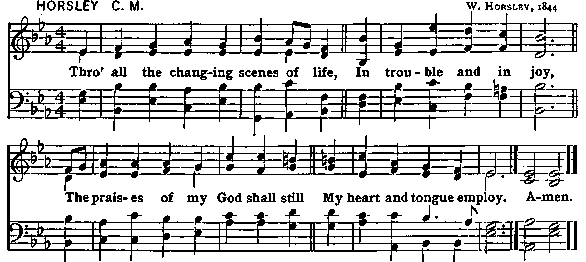 HORSLEY C. M. W. HORSLEY, 1844
Thro' all the chang-ing scenes of life, In trou-ble and in joy,
The prais-es of my God shall still My heart and tongue employ. A-men.